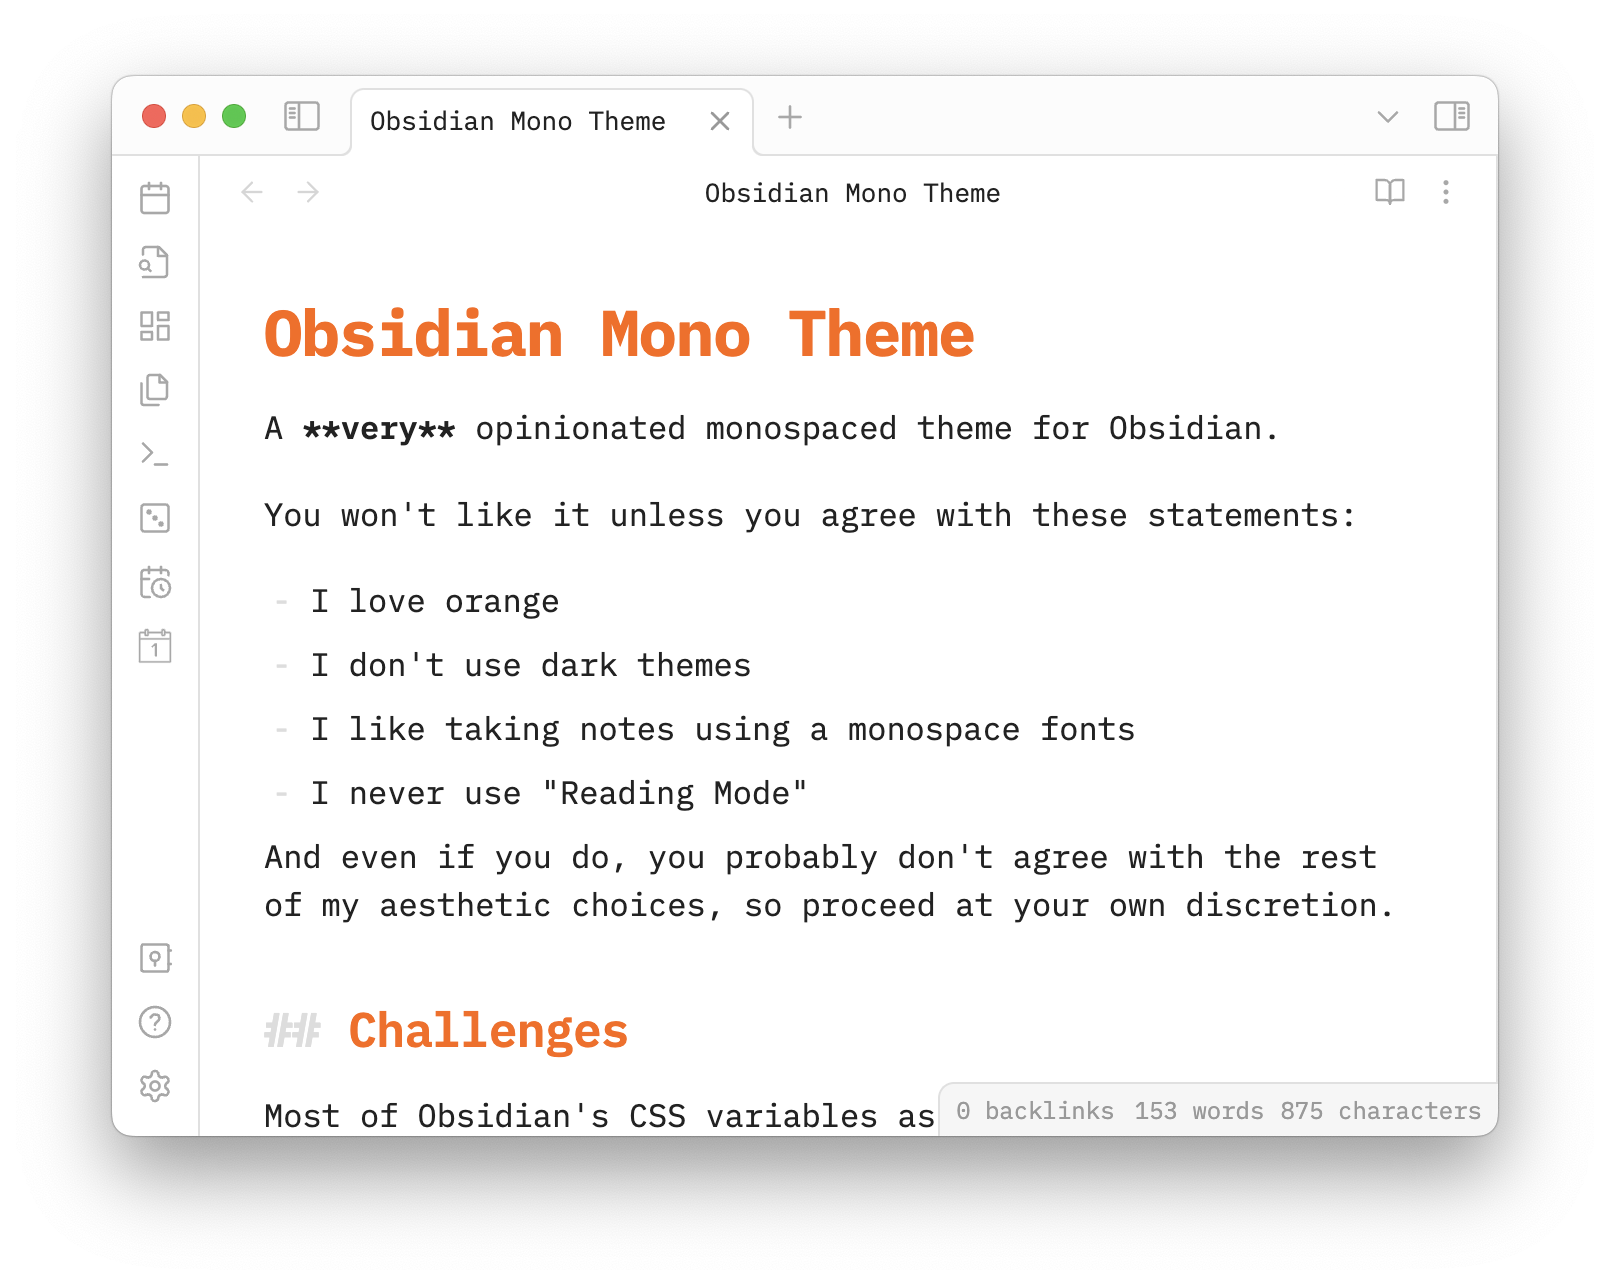 Obsidian Mono Theme
Obsidian Mono Theme
Obsidian Mono Theme
A **very** opinionated monospaced theme for Obsidian.
You won't like it unless you agree with these statements:
- I love orange
- I don't use dark themes
- I like taking notes using a monospace fonts
- I never use "Reading Mode"
And even if you do, you probably don't agree with the rest
of my aesthetic choices, so proceed at your own discretion.
## Challenges
Most of Obsidian's CSS variables as
0 backlinks 153 words 875 characters
1